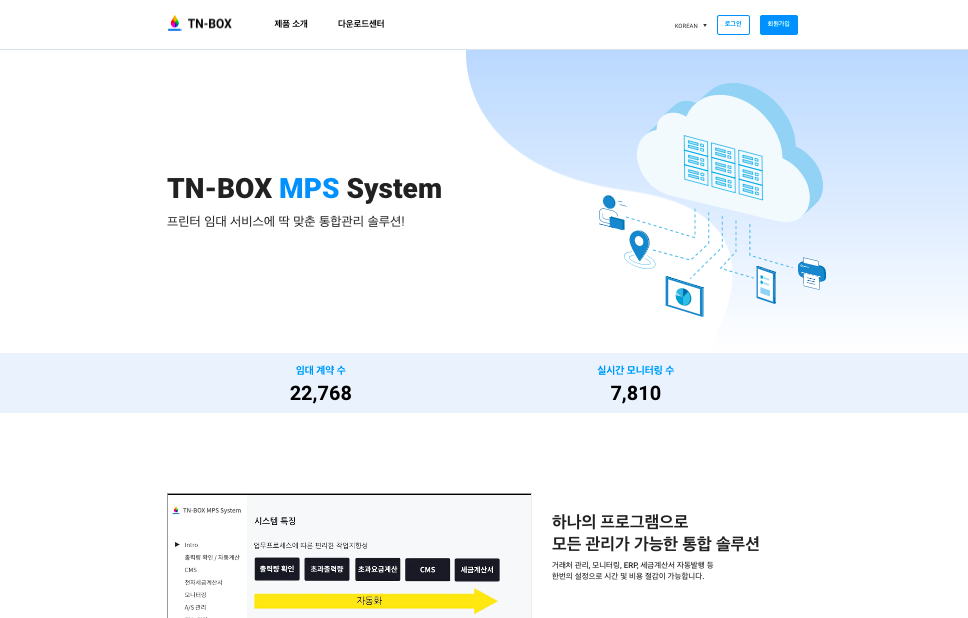 TN-BOX
제품 소개
다운로드센터
KOREAN
로그인
회원가입
TN-BOX MPS System
프린터 임대 서비스에 딱 맞춘 통합관리 솔루션!
임대 계약 수
실시간 모니터링 수
22,768
7,810
TN-BOX MPS System
Intro
출력량 확인 / 자동계산
CMS
전자세금계산서
모니터링
A/S 관리
시스템 특징
업무프로세스에 따른 편리한 작업지향성
출력량 확인
초과출력량
초과요금계산
CMS
세금계산서
자동화
하나의 프로그램으로
모든 관리가 가능한 통합 솔루션
거래처 관리, 모니터링, ERP, 세금계산서 자동발행 등
한번의 설정으로 시간 및 비용 절감이 가능합니다.